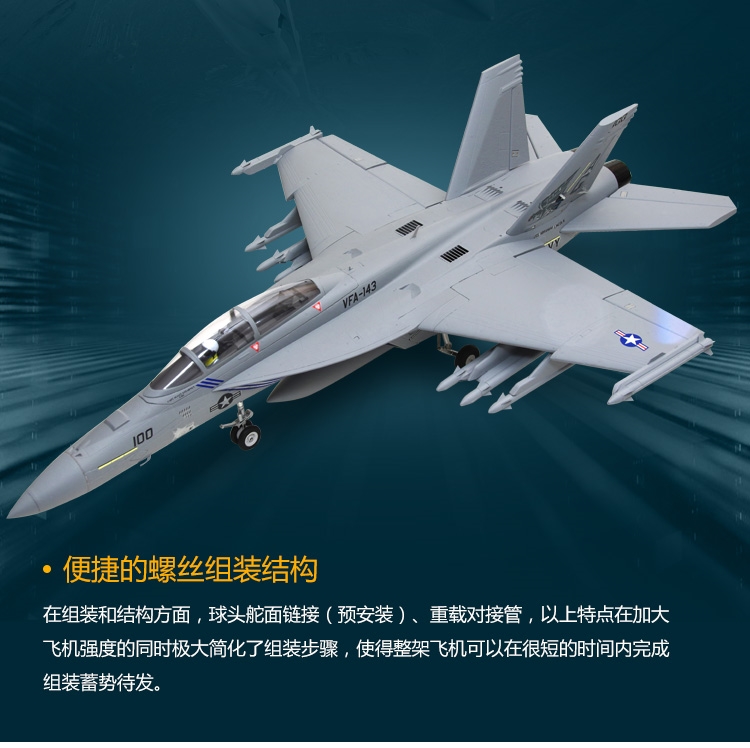 VFA-143
100
• 便捷的螺丝组装结构
在组装和结构方面，球头舵面链接（预安装）、重载对接管，以上特点在加大
飞机强度的同时极大简化了组装步骤，使得整架飞机可以在很短的时间内完成
组装蓄势待发。